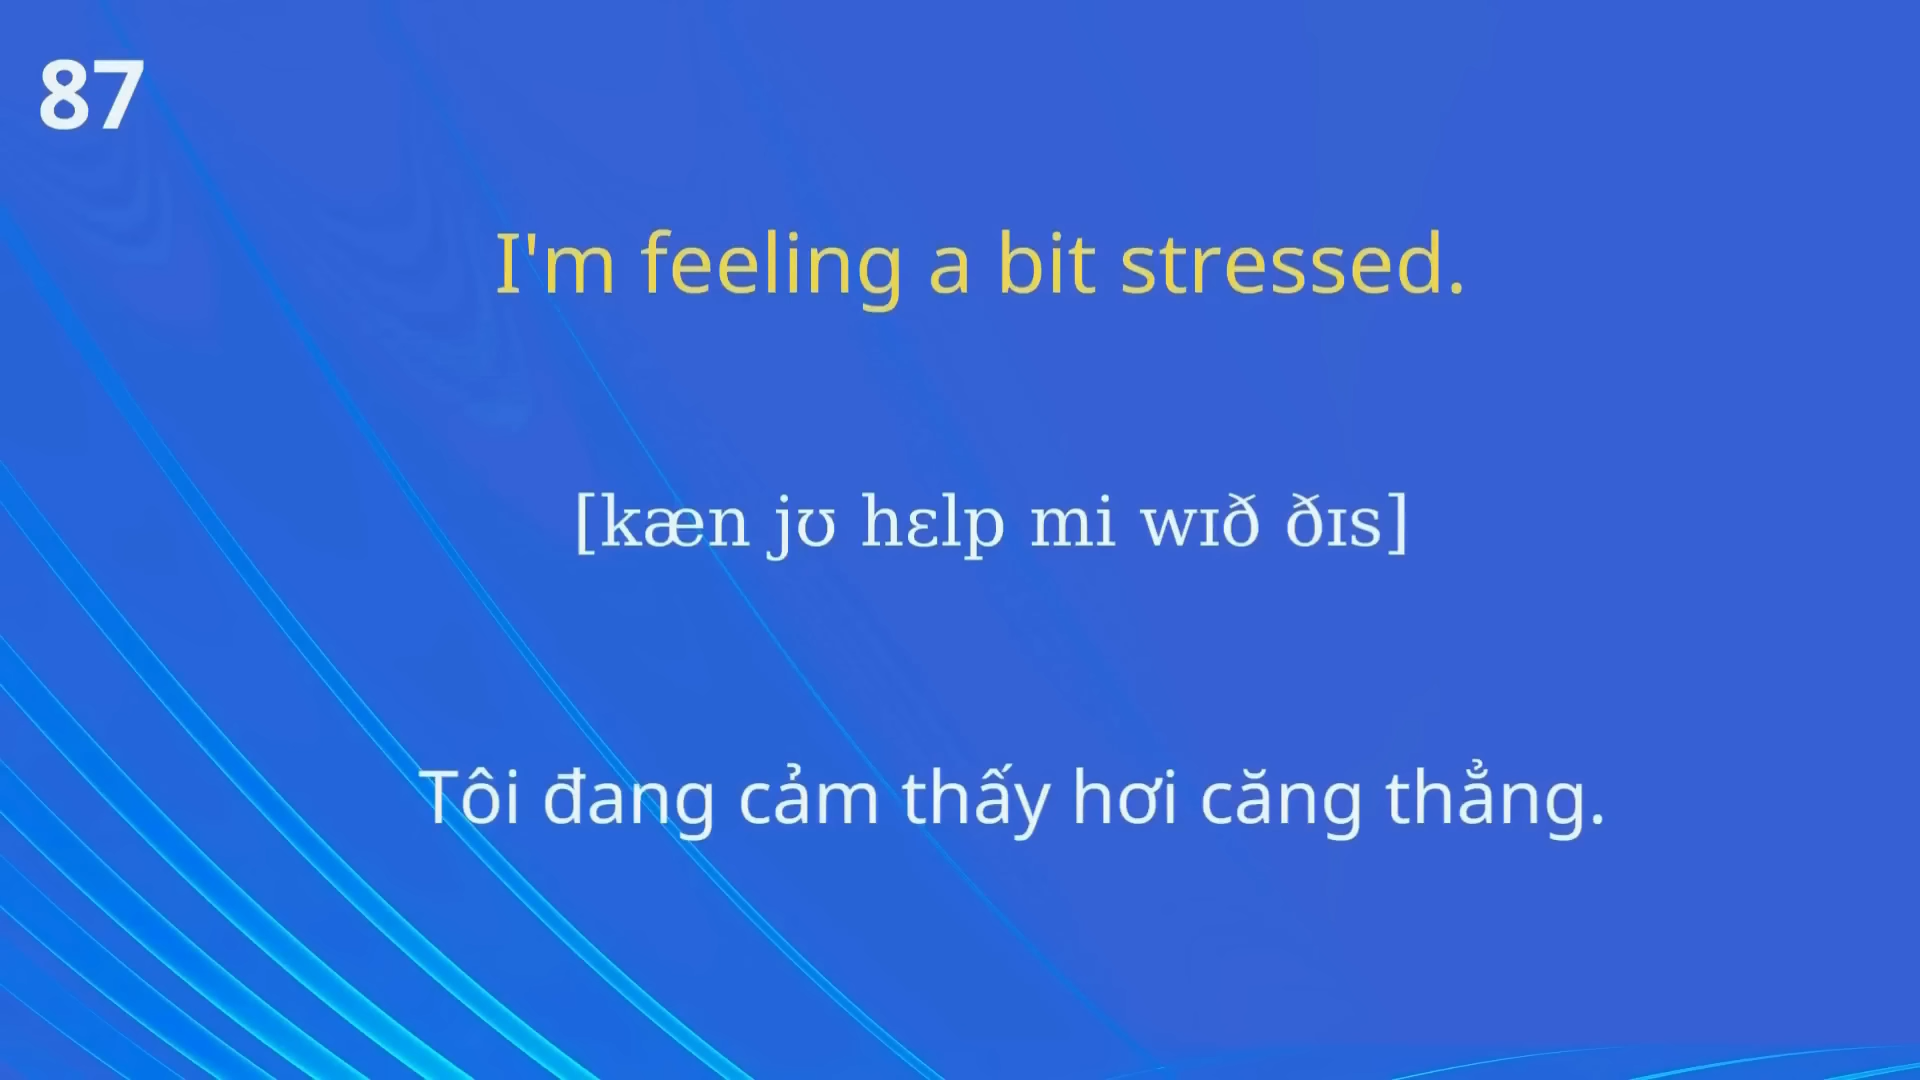 87
I'm feeling a bit stressed.
[kæn jʊ hɛlp mi wɪð ðɪs]
Tôi đang cảm thấy hơi căng thẳng.